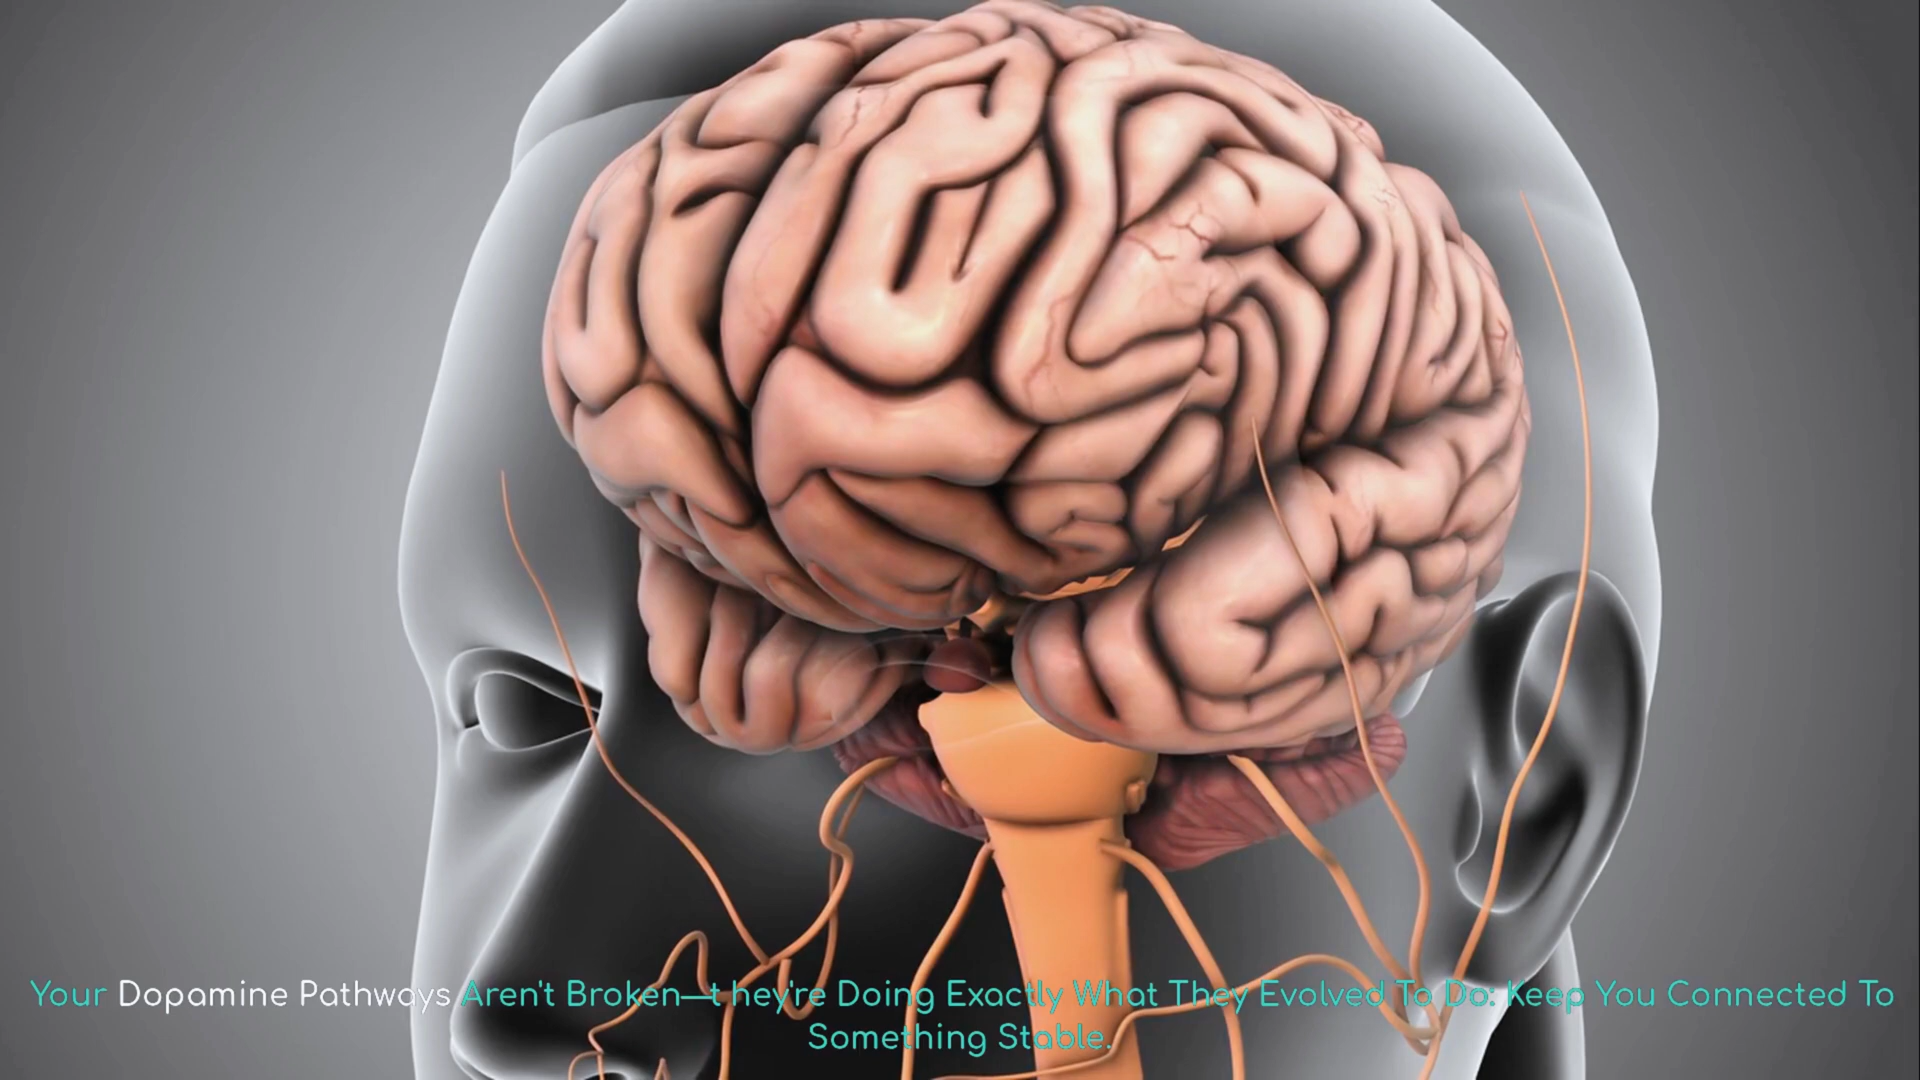 Your Dopamine Pathways Aren't Broken—t hey're Doing Exactly What They Evolved To Do: Keep You Connected To
Something Stable.